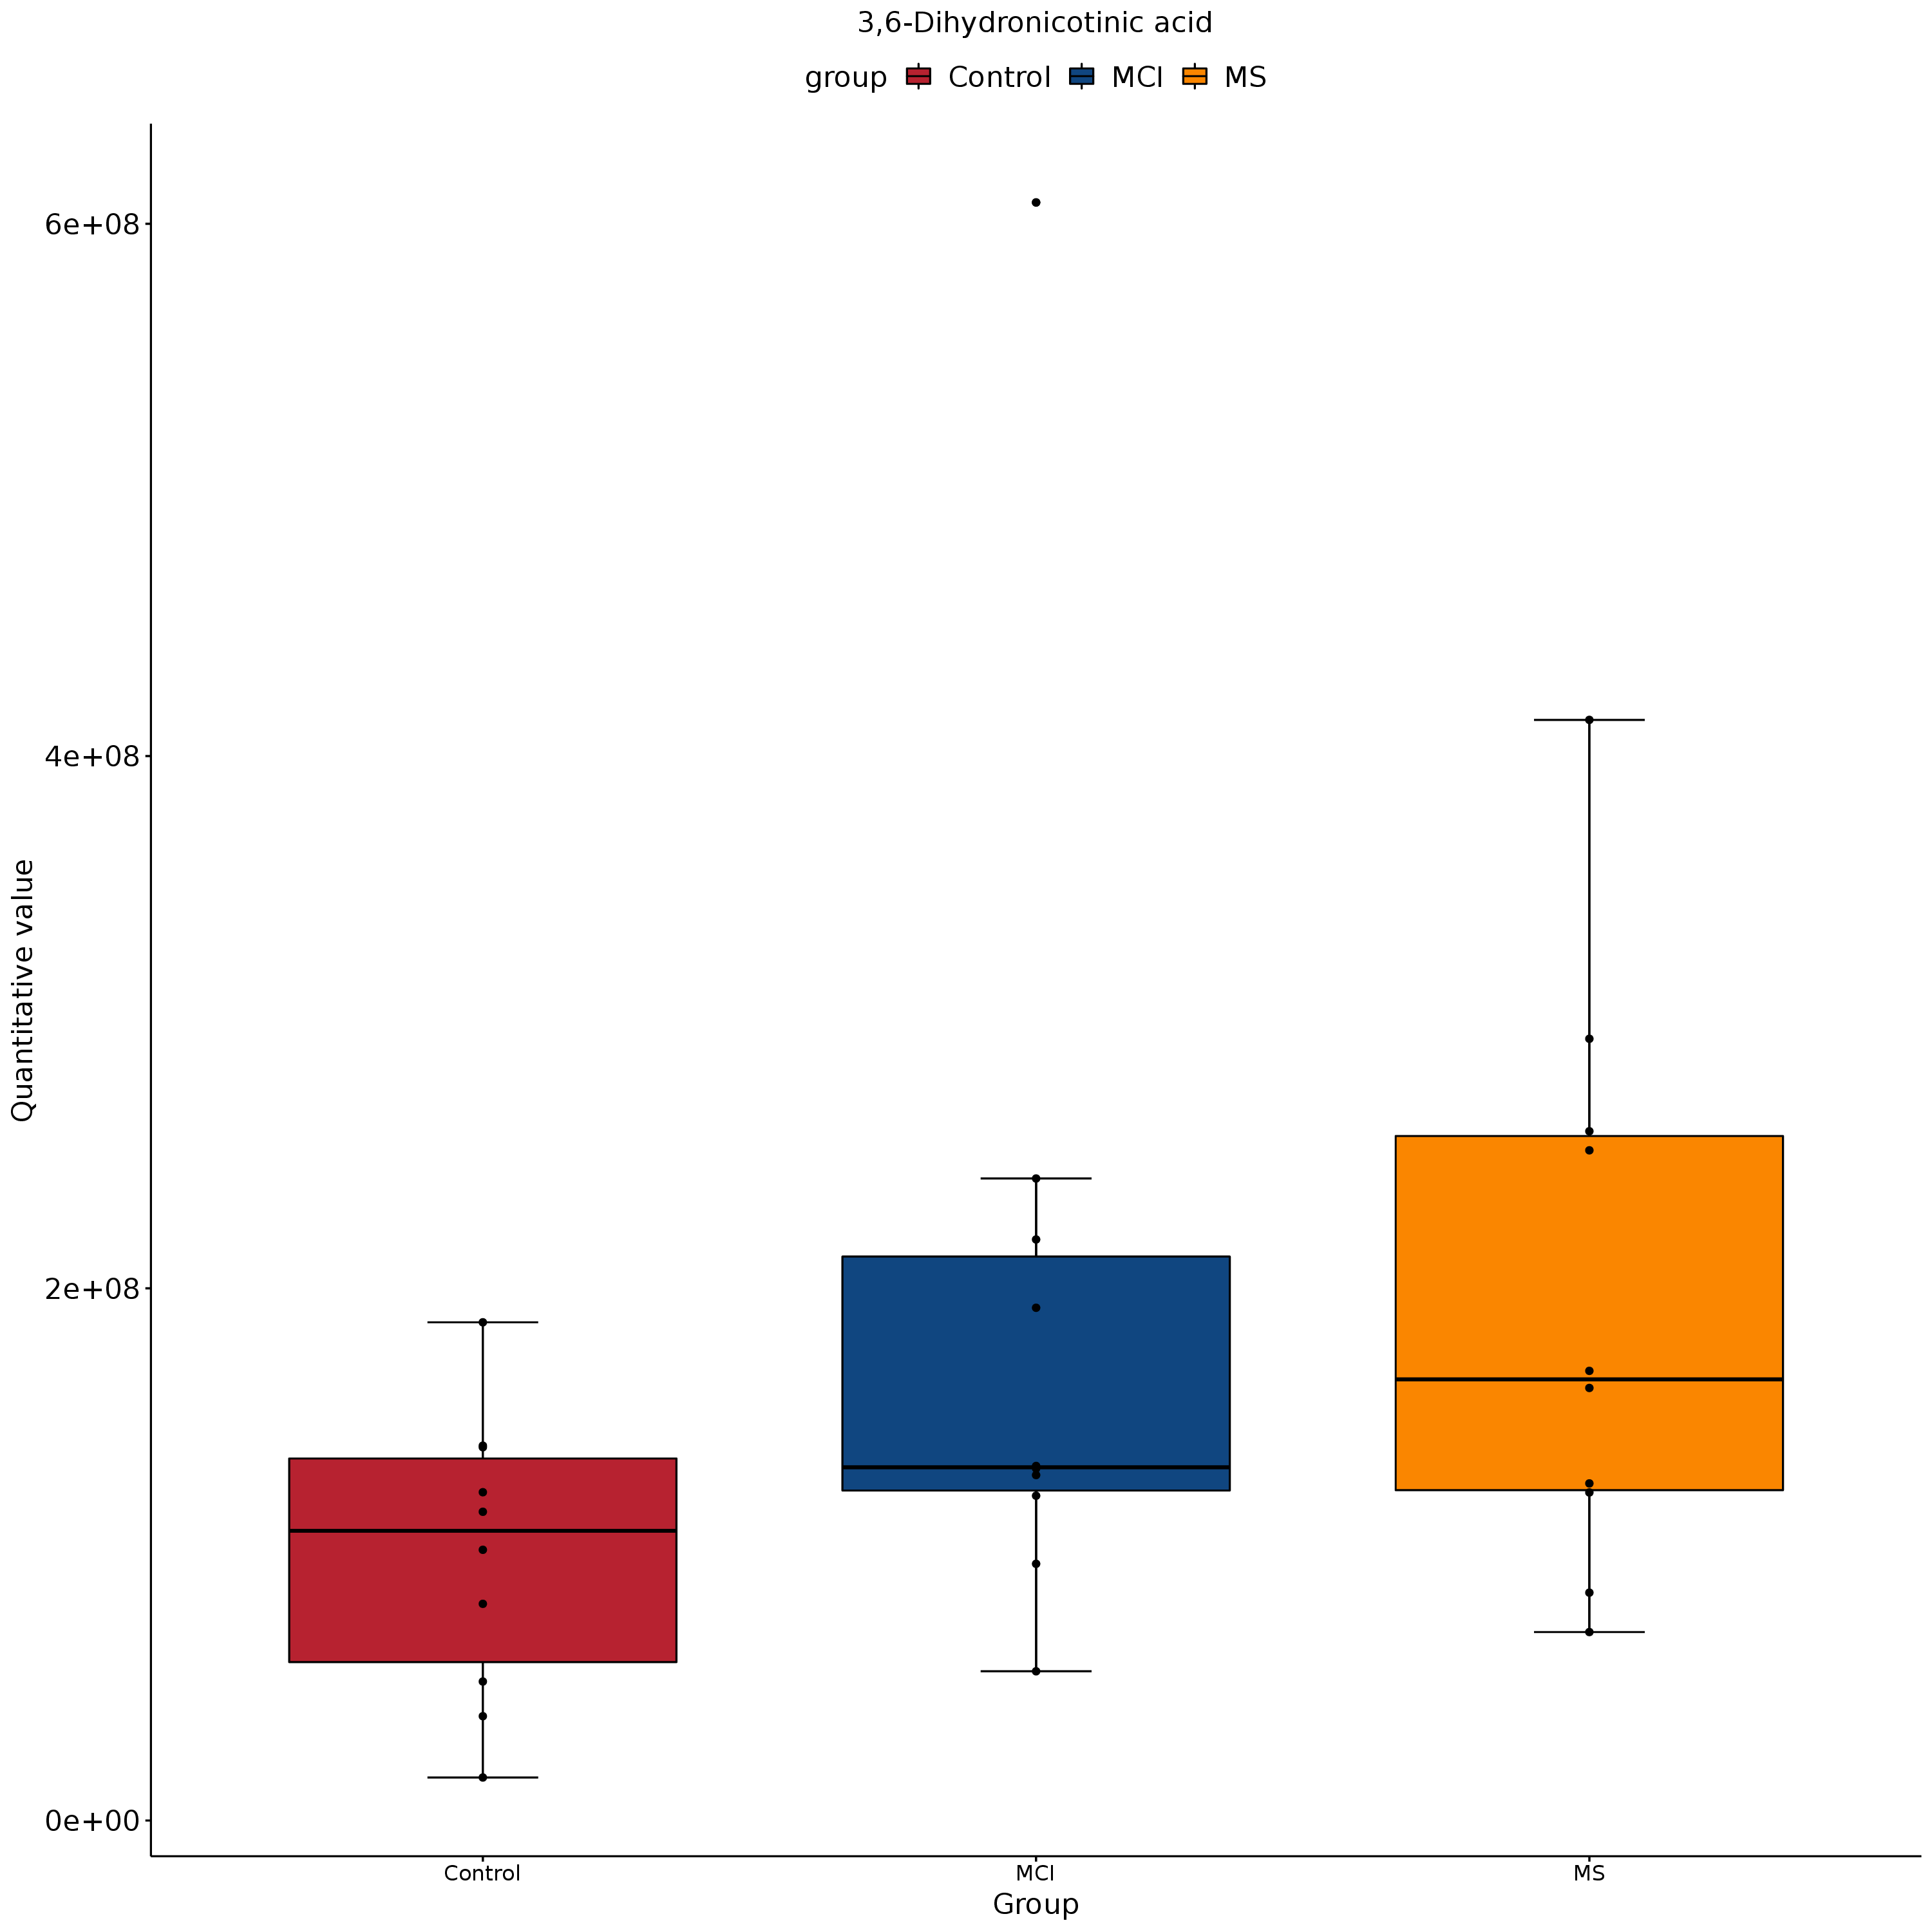 3,6-Dihydronicotinic acid
group Control MCI MS
6e+08
4e+08
2e+08
0e+00
Quantitative value
Control MCI MS
Group